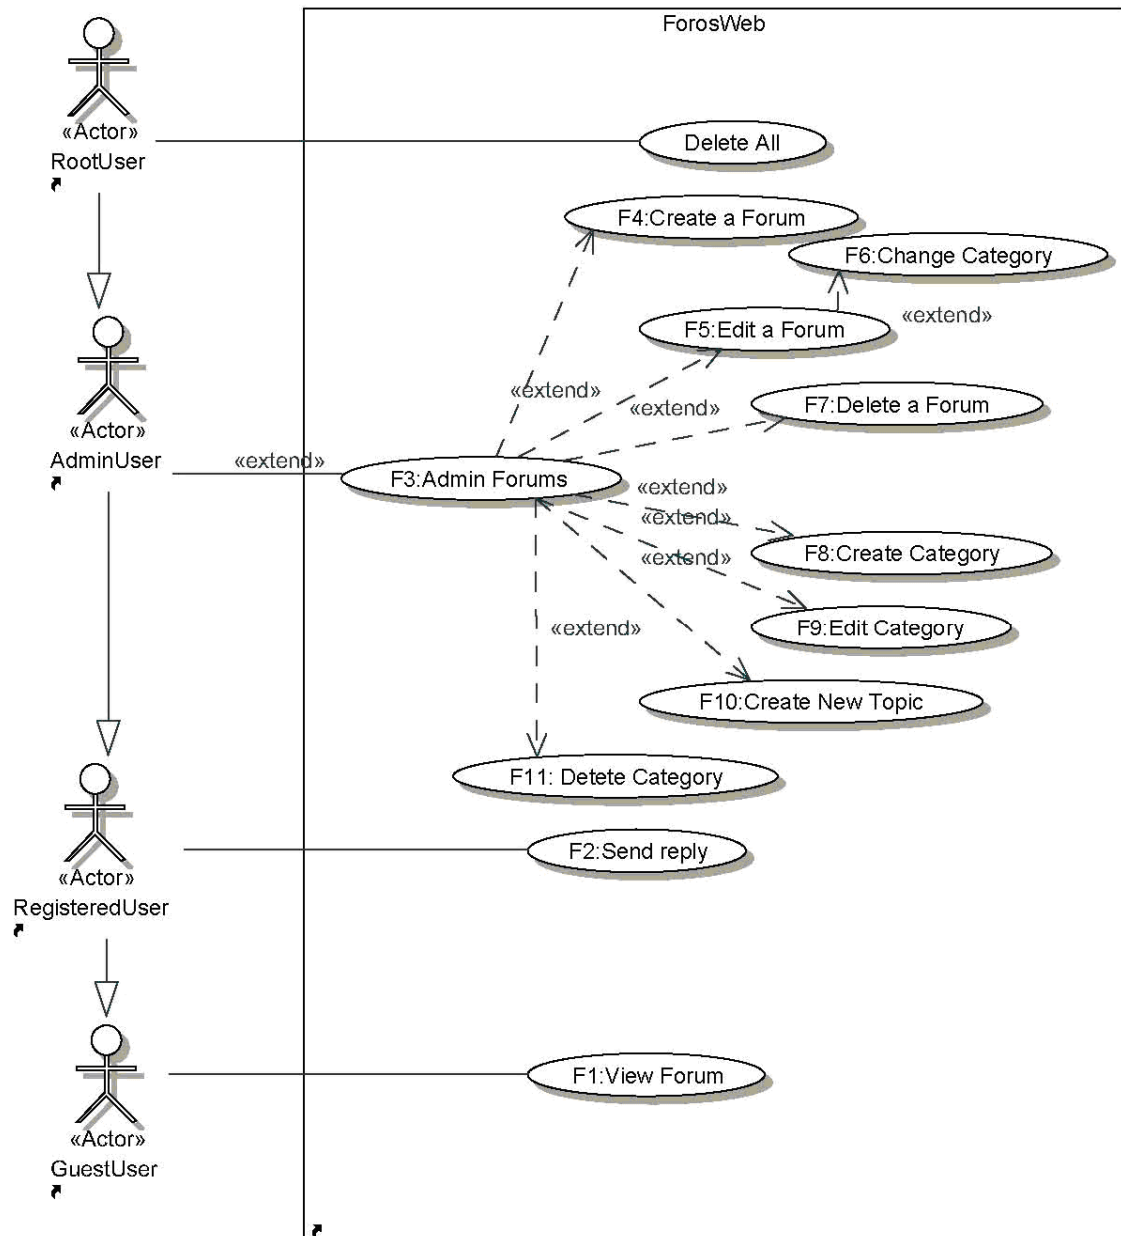 ForosWeb
«Actor»
RootUser
Delete All
F4:Create a Forum
F6:Change Category
F5:Edit a Forum
«extend»
«Actor»
AdminUser
«extend»
«extend»
F7:Delete a Forum
«extend»
F3:Admin Forums
«extend»
«extend»
F8:Create Category
«extend»
F9:Edit Category
«extend»
F10:Create New Topic
F11: Detete Category
F2:Send reply
«Actor»
RegisteredUser
F1:View Forum
«Actor»
GuestUser